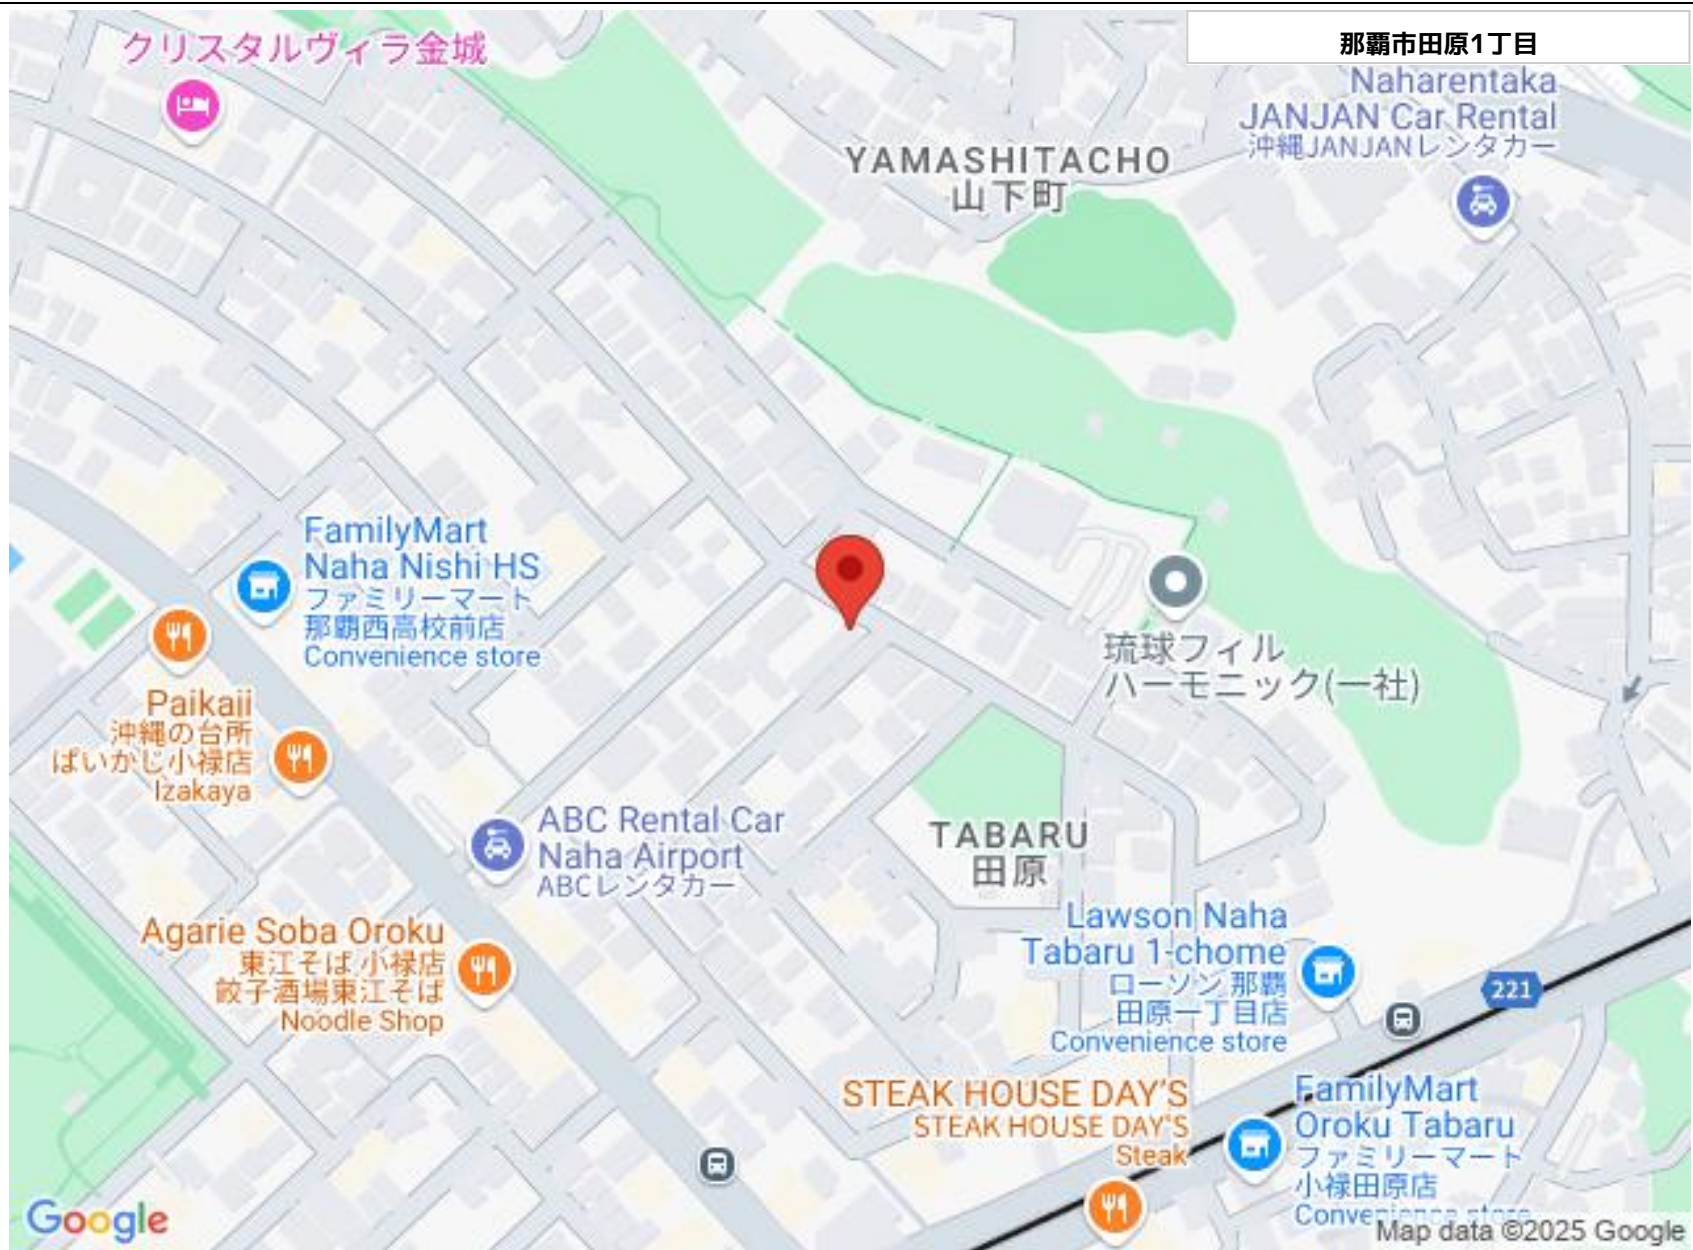 那覇市田原1丁目
クリスタルヴィラ金城
Naharentaka
JANJAN Car Rental
沖縄JANJANレンタカー
YAMASHITACHO
山下町
FamilyMart
Naha Nishi HS
ファミリーマート
那覇西高校前店
Convenience store
琉球フィル
ハーモニック(一社)
Paikaji
沖縄の台所
ぱいかじ小禄店
Izakaya
ABC Rental Car
Naha Airport
ABCレンタカー
TABARU
田原
Agarie Soba Oroku
東江そば 小禄店
餃子酒場東江そば
Noodle Shop
Lawson Naha
Tabaru 1-chome
ローソン 那覇
田原一丁目店
Convenience store
221
STEAK HOUSE DAY'S
STEAK HOUSE DAY'S
Steak
FamilyMart
Oroku Tabaru
ファミリーマート
小禄田原店
Convenience store
Google
Map data ©2025 Google